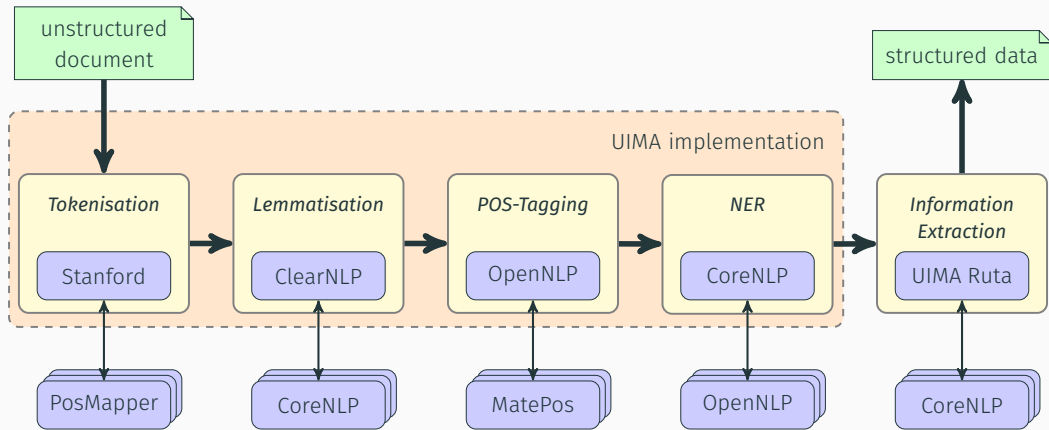 unstructured
document
structured data
UIMA implementation
Tokenisation
Lemmatisation
POS-Tagging
NER
Information
Extraction
Stanford
ClearNLP
OpenNLP
CoreNLP
UIMA Ruta
PosMapper
CoreNLP
MatePos
OpenNLP
CoreNLP